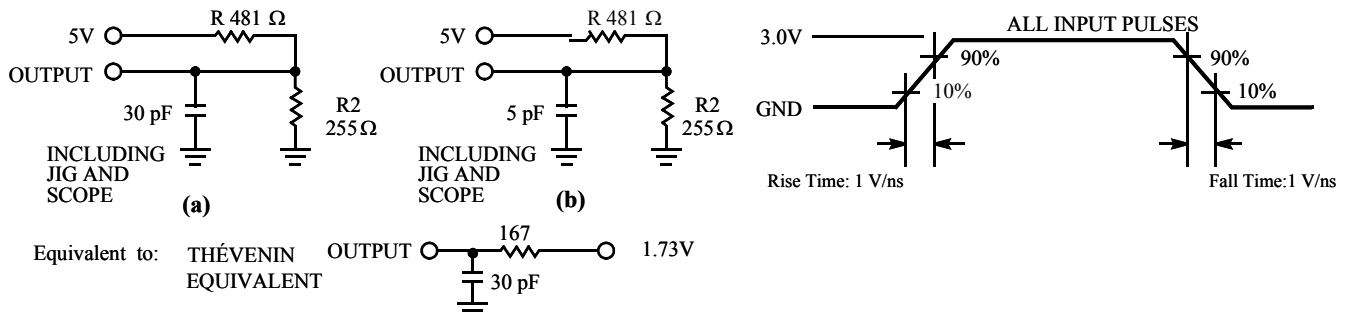 R 481 Ω
5V
OUTPUT
30 pF
R2
255Ω
INCLUDING
JIG AND
SCOPE
(a)
R 481 Ω
5V
OUTPUT
5 pF
R2
255Ω
INCLUDING
JIG AND
SCOPE
(b)
ALL INPUT PULSES
3.0V
90%
90%
10%
10%
GND
Rise Time: 1 V/ns
Fall Time:1 V/ns
Equivalent to:
THÉVENIN
EQUIVALENT
OUTPUT
167
1.73V
30 pF